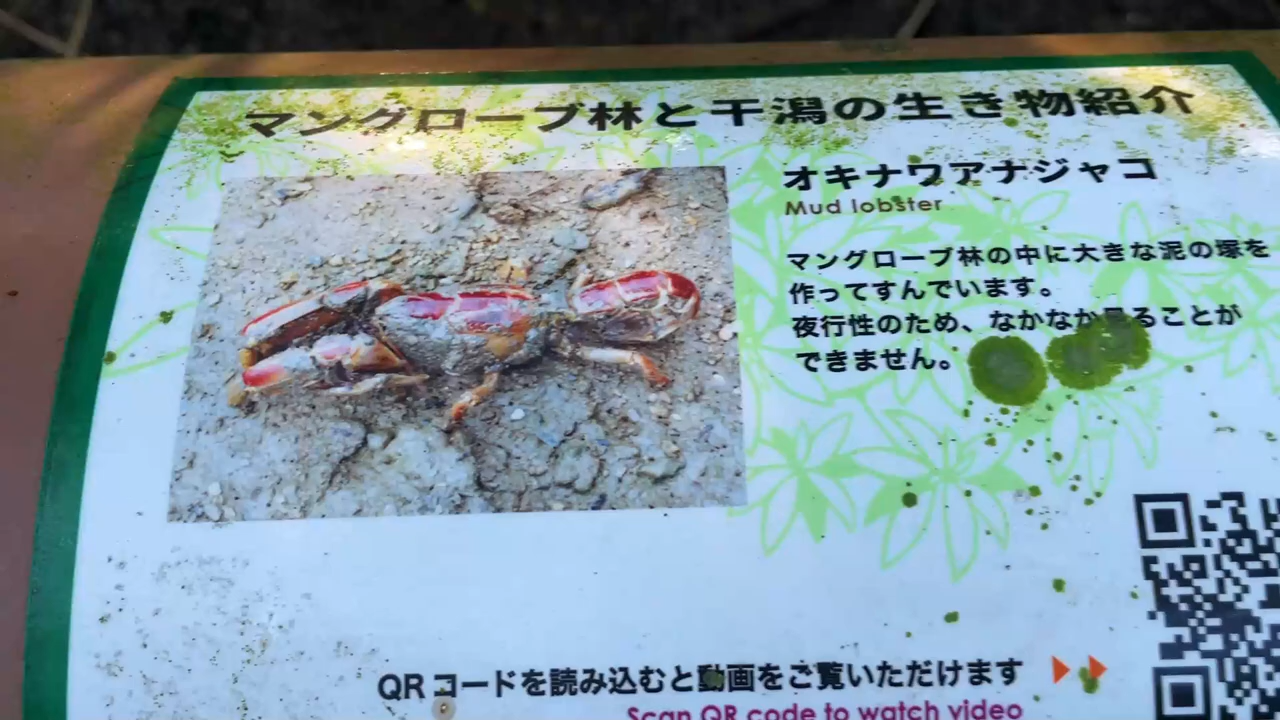 マングローブ林と干潟の生き物紹介
オキナワアナジャコ
Mud lobster
マングローブ林の中に大きな泥の塚を
作ってすんでいます。
夜行性のため、なかなか見ることが
できません。
QRコードを読み込むと動画をご覧いただけます
Scan QR code to watch video